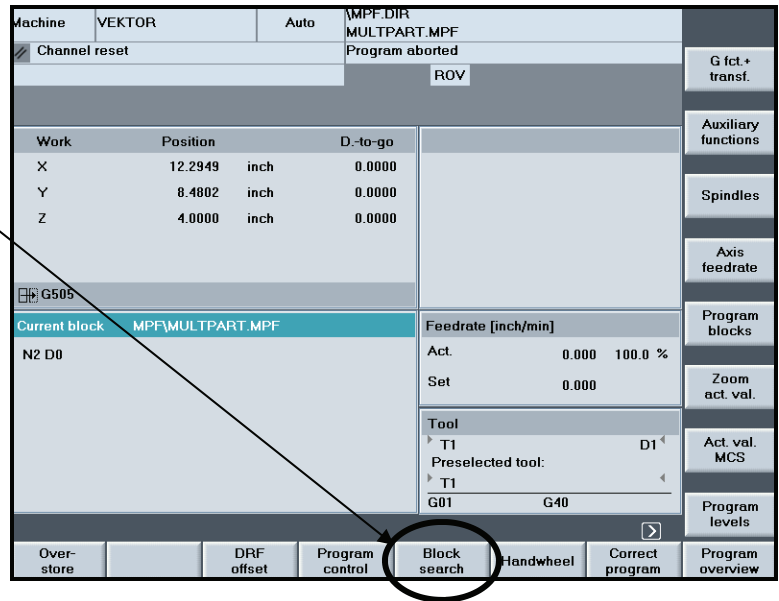 Machine VEKTOR Auto \MPF.DIR
MULTPART.MPF
Channel reset Program aborted
ROV
Work Position D.-to-go
X 12.2949 inch 0.0000
Y 8.4802 inch 0.0000
Z 4.0000 inch 0.0000
G505
Current block MPF\MULTPART.MPF
N2 D0
Feedrate [inch/min]
Act. 0.000 100.0 %
Set 0.000
Tool
T1 D1
Preselected tool:
T1
G01 G40
G fct.+
transf.
Auxiliary
functions
Spindles
Axis
feedrate
Program
blocks
Zoom
act. val.
Act. val.
MCS
Program
levels
Over-
store
DRF
offset
Program
control
Block
search
Handwheel
Correct
program
Program
overview